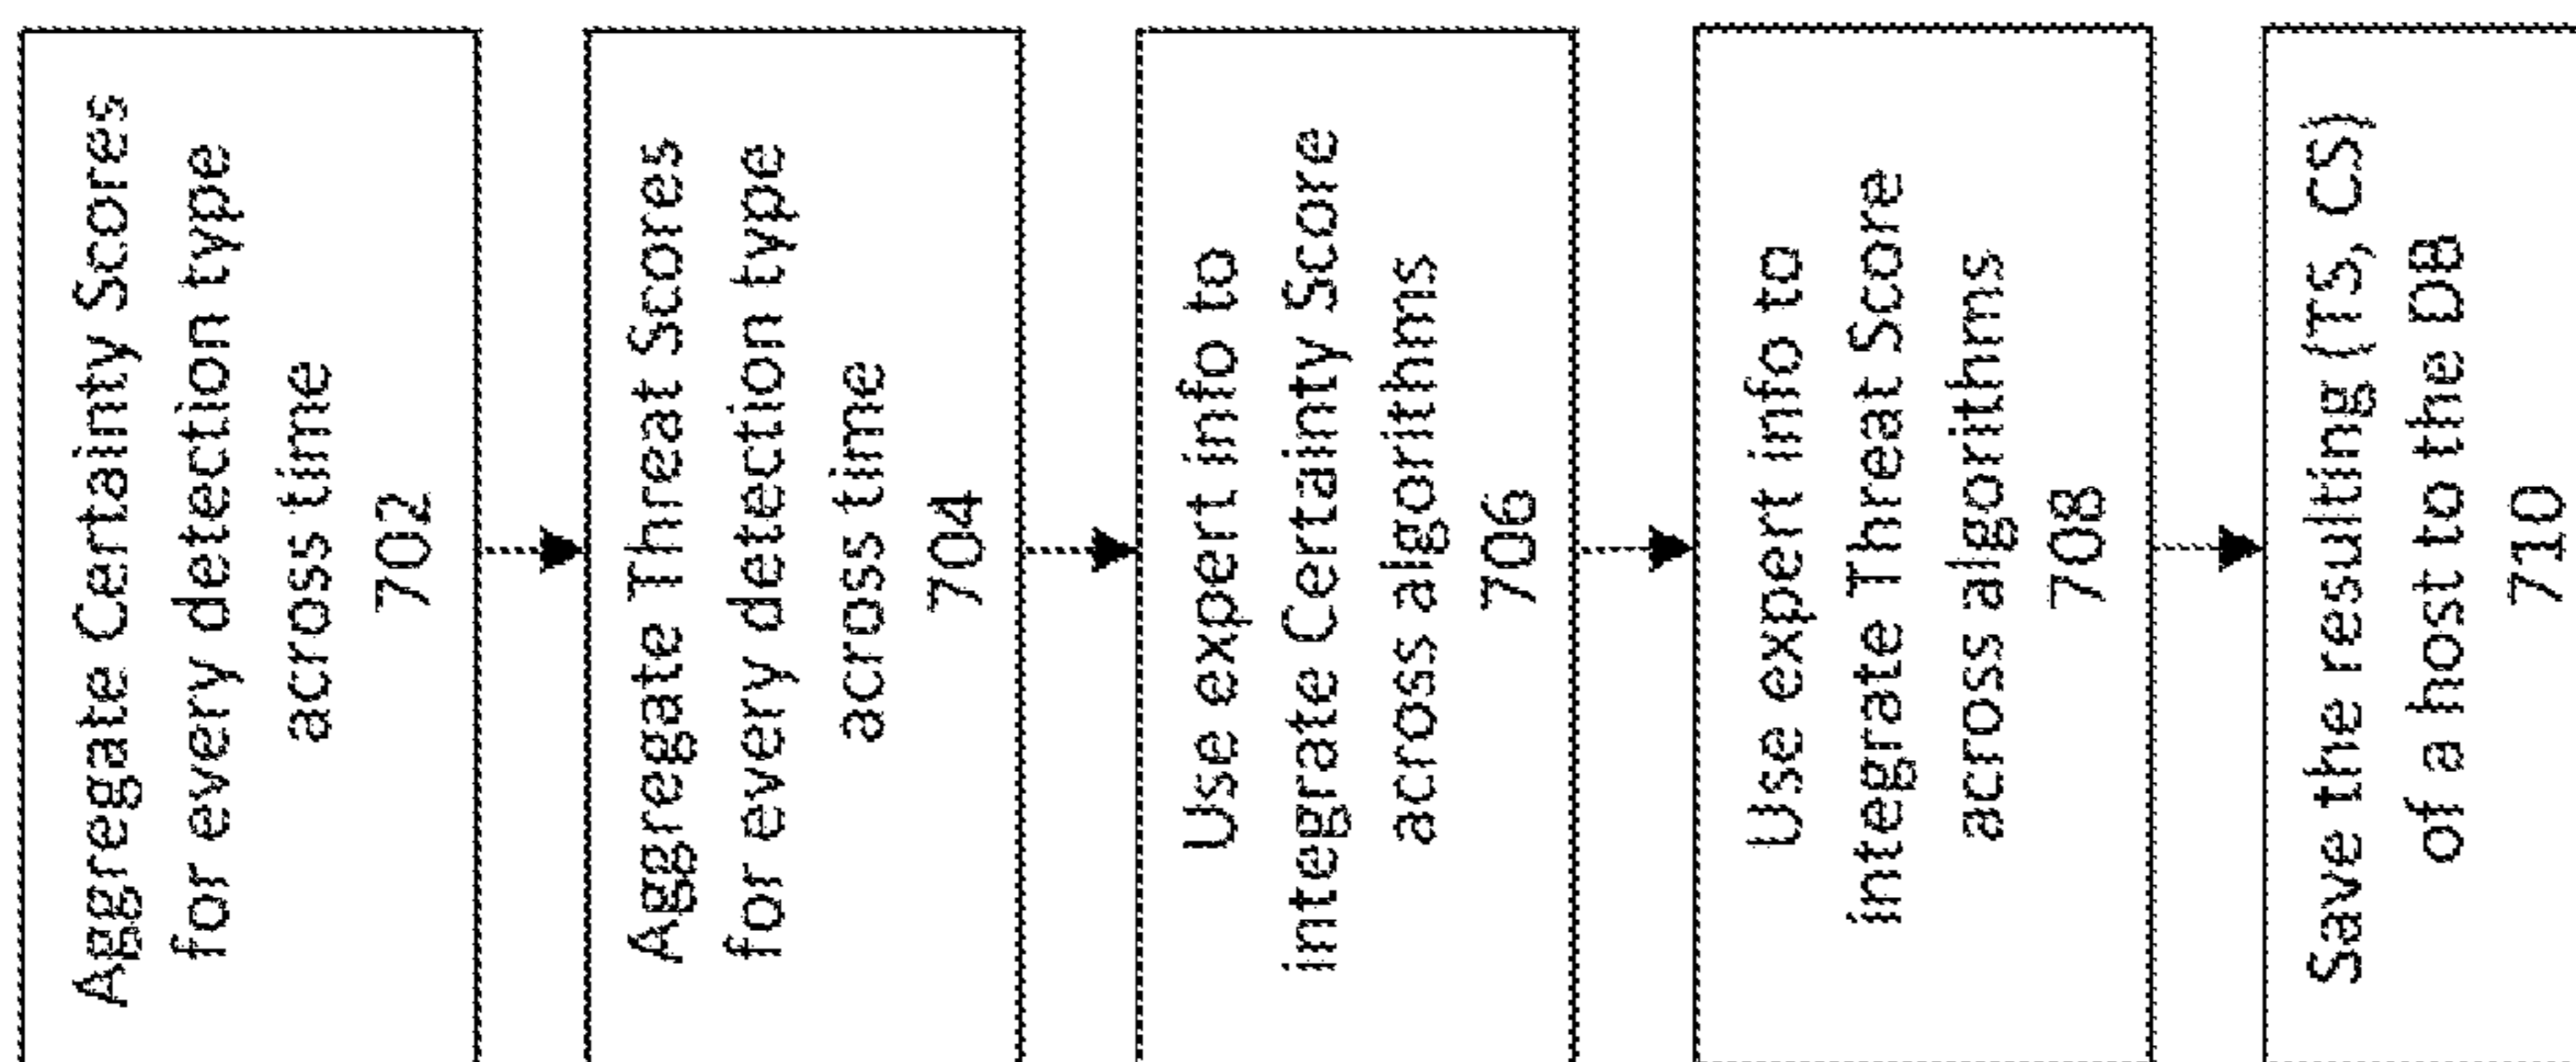 Aggregate Certainty Scores
for every detection type
across time
702
Aggregate Threat Scores
for every detection type
across time
704
Use expert info to
integrate Certainty Score
across algorithms
706
Use expert info to
integrate Threat Score
across algorithms
708
Save the resulting (TS, CS)
of a host to the DB
710